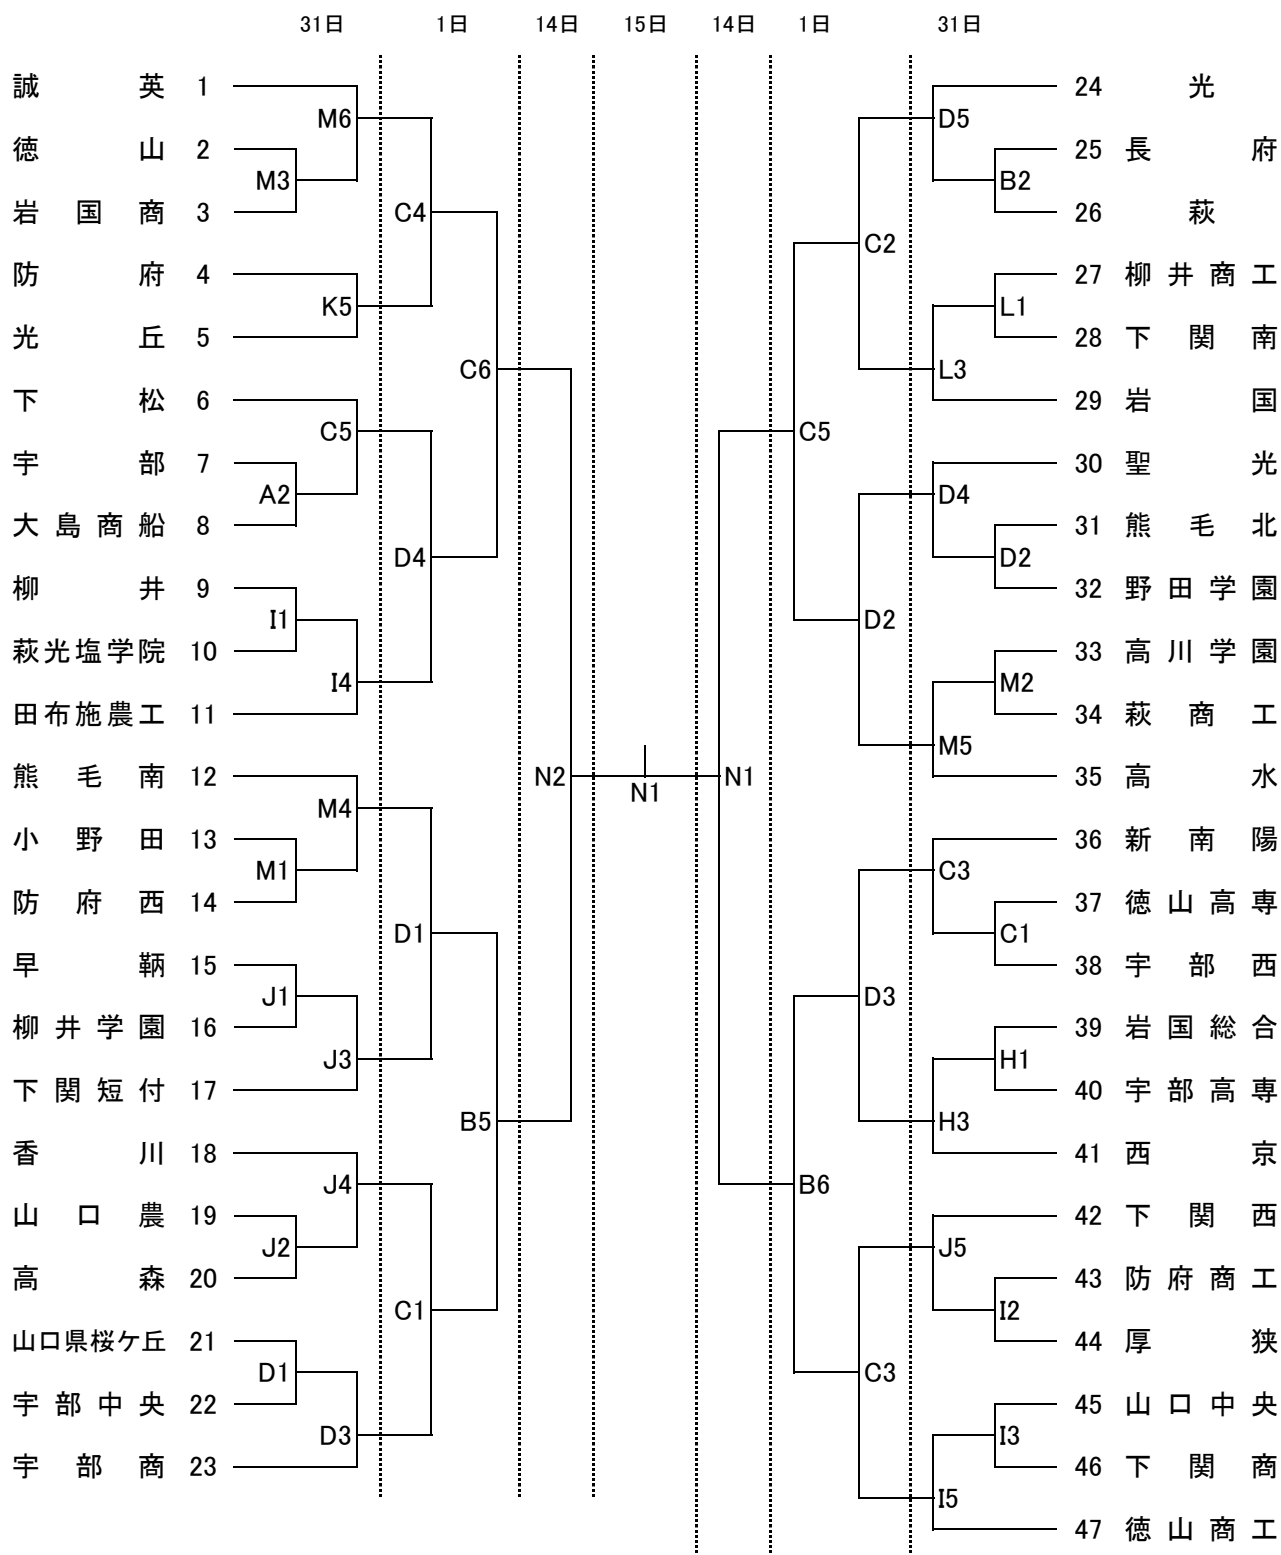 31日 1日 14日 15日 14日 1日 31日
誠英 1 24 光
M6 D5
徳山 2 25 長府
M3 B2
岩国商 3 C4 26 萩
C2
防府 4 27 柳井商工
K5 L1
光丘 5 28 下関南
C6 L3
下松 6 29 岩国
C5 C5
宇部 7 30 聖光
A2 D4
大島商船 8 31 熊毛北
D4 D2
柳井 9 32 野田学園
I1 D2
萩光塩学院 10 33 高川学園
I4 M2
田布施農工 11 34 萩商工
M5
熊毛南 12 N2 N1 35 高水
N1
M4
小野田 13 36 新南陽
M1 C3
防府西 14 37 徳山高専
D1 C1
早鞆 15 38 宇部西
J1 D3
柳井学園 16 39 岩国総合
J3 H1
下関短付 17 40 宇部高専
B5 H3
香川 18 41 西京
J4 B6
山口農 19 42 下関西
J2 J5
高森 20 43 防府商工
C1 I2
山口県桜ケ丘 21 44 厚狭
D1 C3
宇部中央 22 45 山口中央
D3 I3
宇部商 23 46 下関商
I5
47 徳山商工